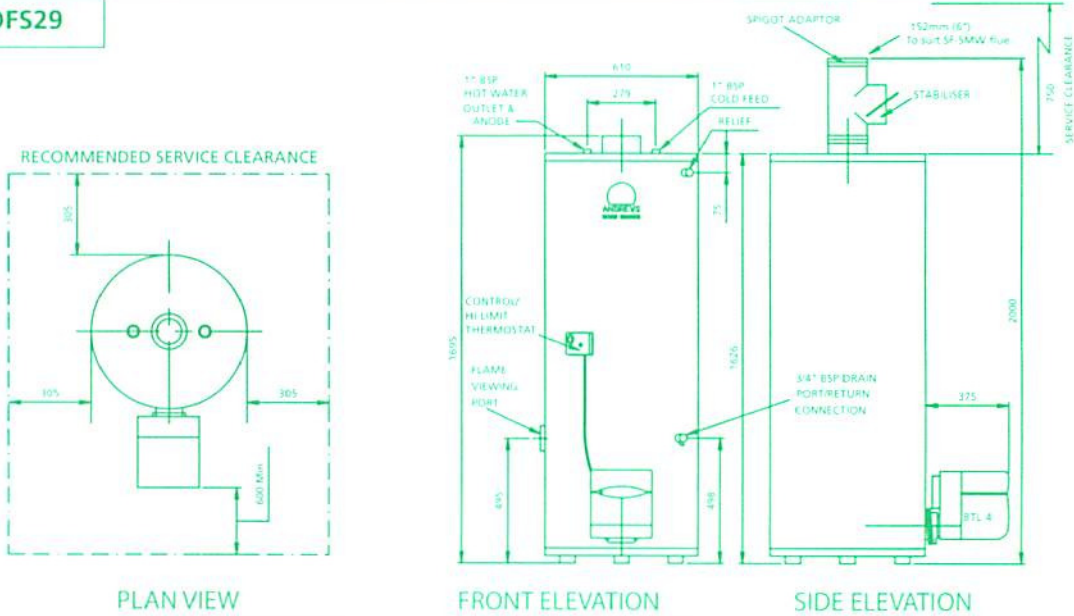 OFS29
RECOMMENDED SERVICE CLEARANCE
305
305
305
600 Min
PLAN VIEW
610
279
1" BSP
HOT WATER
OUTLET &
ANODE
1" BSP
COLD FEED
RELIEF
75
ANDREWS
CONTROL/
HI LIMIT
THERMOSTAT
FLAME
VIEWING
PORT
1695
495
498
3/4" BSP DRAIN
PORT/RETURN
CONNECTION
1626
FRONT ELEVATION
SPIGOT ADAPTOR
152mm (6")
To suit SF SMW flue
STABILISER
750
SERVICE CLEARANCE
2000
375
BTL 4
SIDE ELEVATION